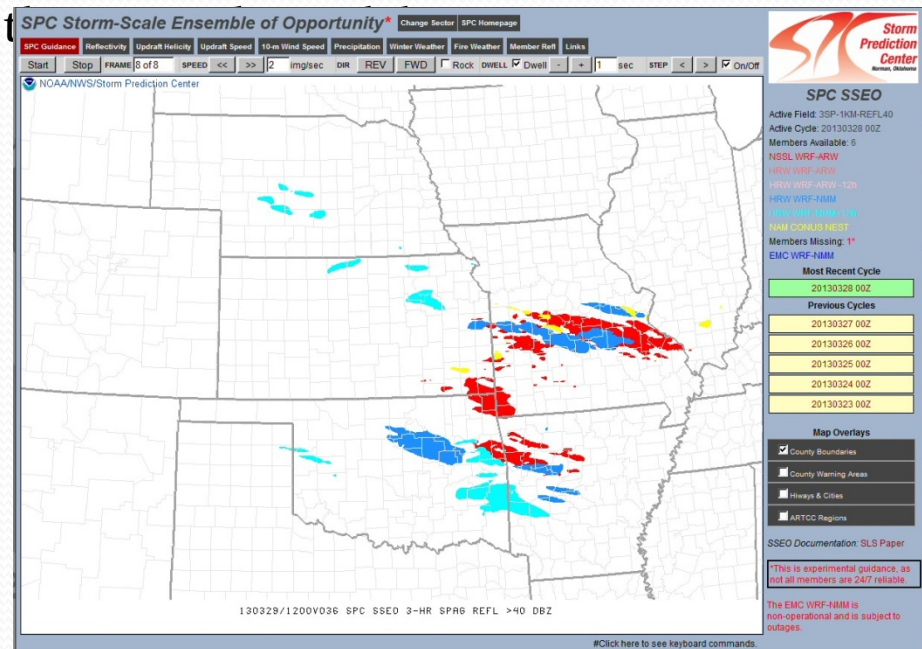 SPC Storm-Scale Ensemble of Opportunity* Change Sector SPC Homepage
SPC Guidance Reflectivity Updraft Helicity Updraft Speed 10-m Wind Speed Precipitation Winter Weather Fire Weather Member Refl Links
Start Stop FRAME 8 of 8 SPEED << >> 2 img/sec DIR REV FWD Rock DWELL Dwell - + 1 sec STEP < > On/Off
NOAA/NWS/Storm Prediction Center
130329/1200V036 SPC SSEO 3-HR SPAG REFL >40 DBZ
#Click here to see keyboard commands.
Storm
Prediction
Center
Norman, Oklahoma
SPC SSEO
Active Field: 3SP-1KM-REFL40
Active Cycle: 20130328 00Z
Members Available: 6
NSSL WRF-ARW
HRW WRF-ARW
HRW WRF-ARW -12h
HRW WRF-NMM
HRW WRF-NMM -12h
NAM CONUS NEST
Members Missing: 1*
EMC WRF-NMM
Most Recent Cycle
20130328 00Z
Previous Cycles
20130327 00Z
20130326 00Z
20130325 00Z
20130324 00Z
20130323 00Z
Map Overlays
County Boundaries
County Warning Areas
Hiways & Cities
ARTCC Regions
SSEO Documentation: SLS Paper
*This is experimental guidance, as
not all members are 24/7 reliable.
The EMC WRF-NMM is
non-operational and is subject to
outages.